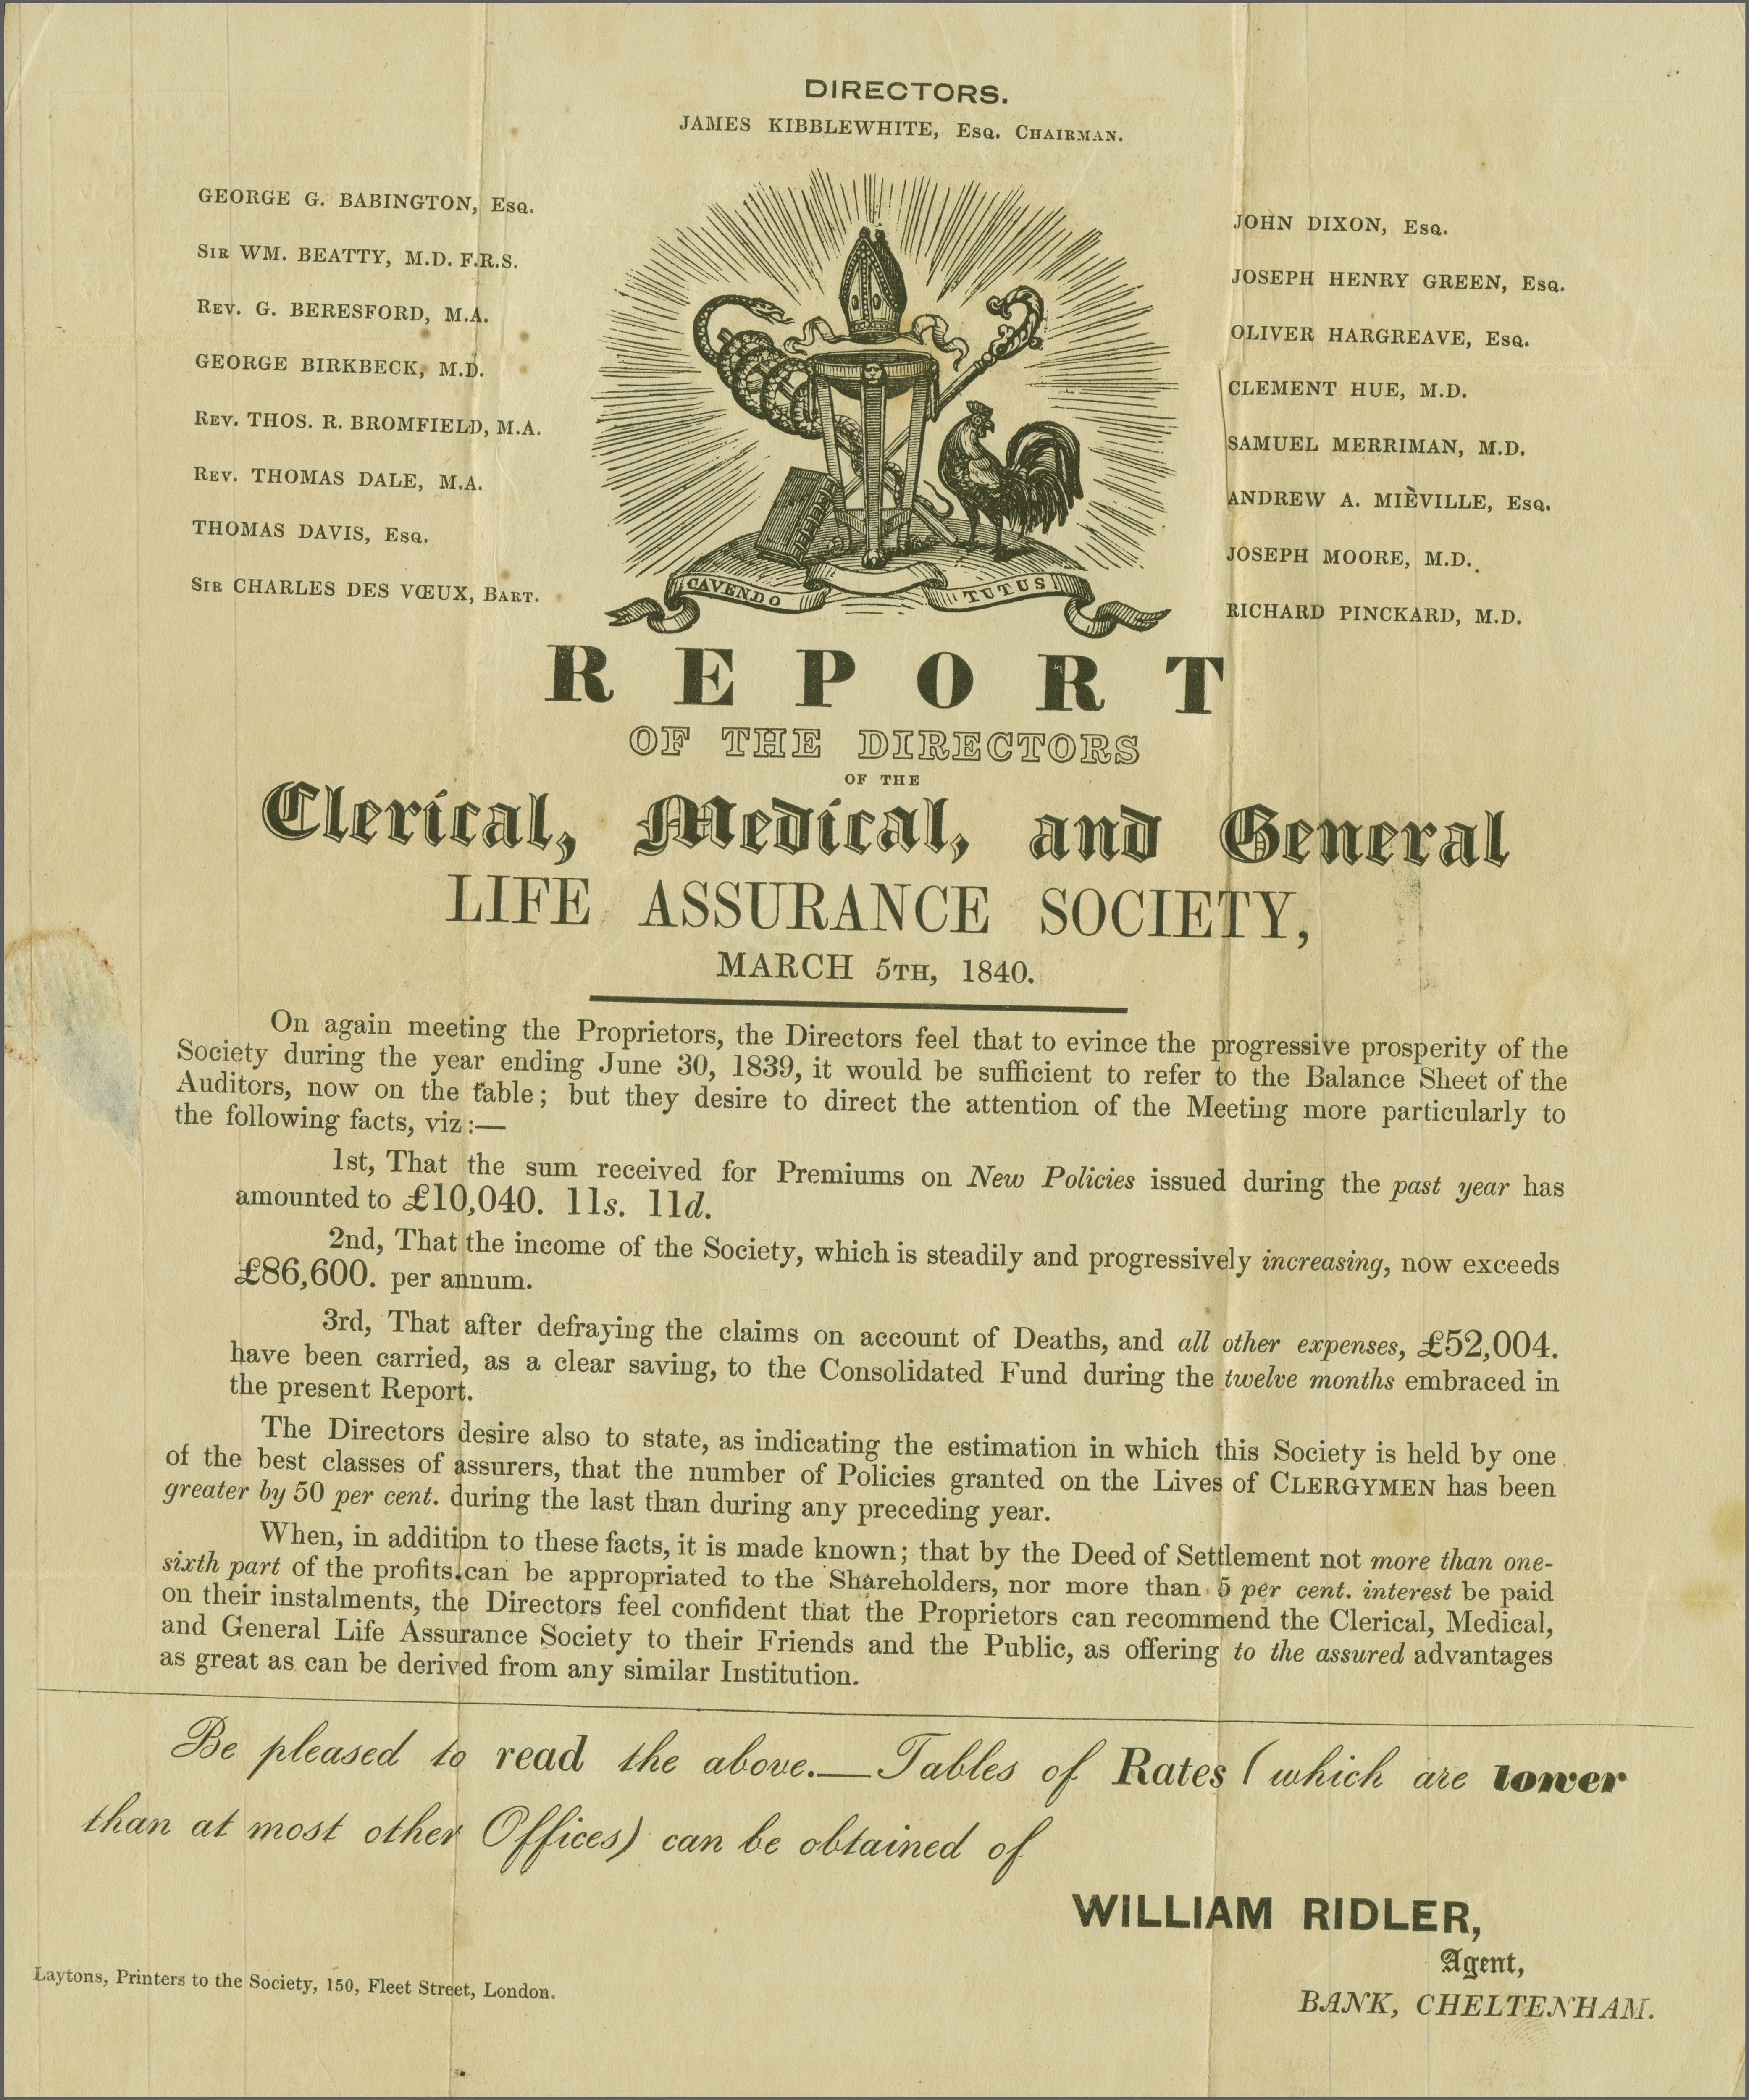 DIRECTORS.
JAMES KIBBLEWHITE, Esq. Chairman.
GEORGE G. BABINGTON, Esq.
Sir WM. BEATTY, M.D. F.R.S.
Rev. G. BERESFORD, M.A.
GEORGE BIRKBECK, M.D.
Rev. THOS. R. BROMFIELD, M.A.
Rev. THOMAS DALE, M.A.
THOMAS DAVIS, Esq.
Sir CHARLES DES VŒUX, Bart.
JOHN DIXON, Esq.
JOSEPH HENRY GREEN, Esq.
OLIVER HARGREAVE, Esq.
CLEMENT HUE, M.D.
SAMUEL MERRIMAN, M.D.
ANDREW A. MIÈVILLE, Esq.
JOSEPH MOORE, M.D.
RICHARD PINCKARD, M.D.
CAVENDO TUTUS
REPORT
OF THE DIRECTORS
OF THE
Clerical, Medical, and General
LIFE ASSURANCE SOCIETY,
MARCH 5TH, 1840.
On again meeting the Proprietors, the Directors feel that to evince the progressive prosperity of the
Society during the year ending June 30, 1839, it would be sufficient to refer to the Balance Sheet of the
Auditors, now on the table; but they desire to direct the attention of the Meeting more particularly to
the following facts, viz:—
1st, That the sum received for Premiums on New Policies issued during the past year has
amounted to £10,040. 11s. 11d.
2nd, That the income of the Society, which is steadily and progressively increasing, now exceeds
£86,600. per annum.
3rd, That after defraying the claims on account of Deaths, and all other expenses, £52,004.
have been carried, as a clear saving, to the Consolidated Fund during the twelve months embraced in
the present Report.
The Directors desire also to state, as indicating the estimation in which this Society is held by one
of the best classes of assurers, that the number of Policies granted on the Lives of CLERGYMEN has been
greater by 50 per cent. during the last than during any preceding year.
When, in addition to these facts, it is made known; that by the Deed of Settlement not more than one-
sixth part of the profits can be appropriated to the Shareholders, nor more than 5 per cent. interest be paid
on their instalments, the Directors feel confident that the Proprietors can recommend the Clerical, Medical,
and General Life Assurance Society to their Friends and the Public, as offering to the assured advantages
as great as can be derived from any similar Institution.
Be pleased to read the above.—Tables of Rates (which are lower
than at most other Offices) can be obtained of
WILLIAM RIDLER,
Agent,
BANK, CHELTENHAM.
Laytons, Printers to the Society, 150, Fleet Street, London.